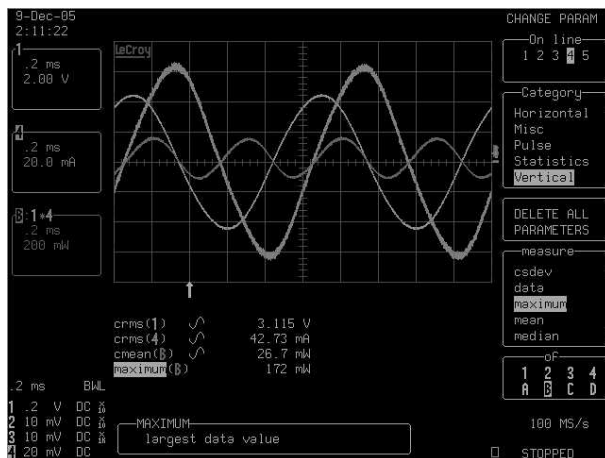 9-Dec-05
2:11:22
CHANGE PARAM
LeCroy
On line
1 2 3 4 5
1
.2 ms
2.00 V
4
.2 ms
20.0 mA
B:1*4
.2 ms
200 mW
Category
Horizontal
Misc
Pulse
Statistics
Vertical
DELETE ALL
PARAMETERS
measure
csdev
data
maximum
mean
median
of
1 2 3 4
A B C D
crms(1) 3.115 V
crms(4) 42.73 mA
cmean(B) 26.7 mW
maximum(B) 172 mW
.2 ms BWL
1 .2 V DC
2 10 mV DC
3 10 mV DC
4 20 mV DC
MAXIMUM
largest data value
100 MS/s
STOPPED